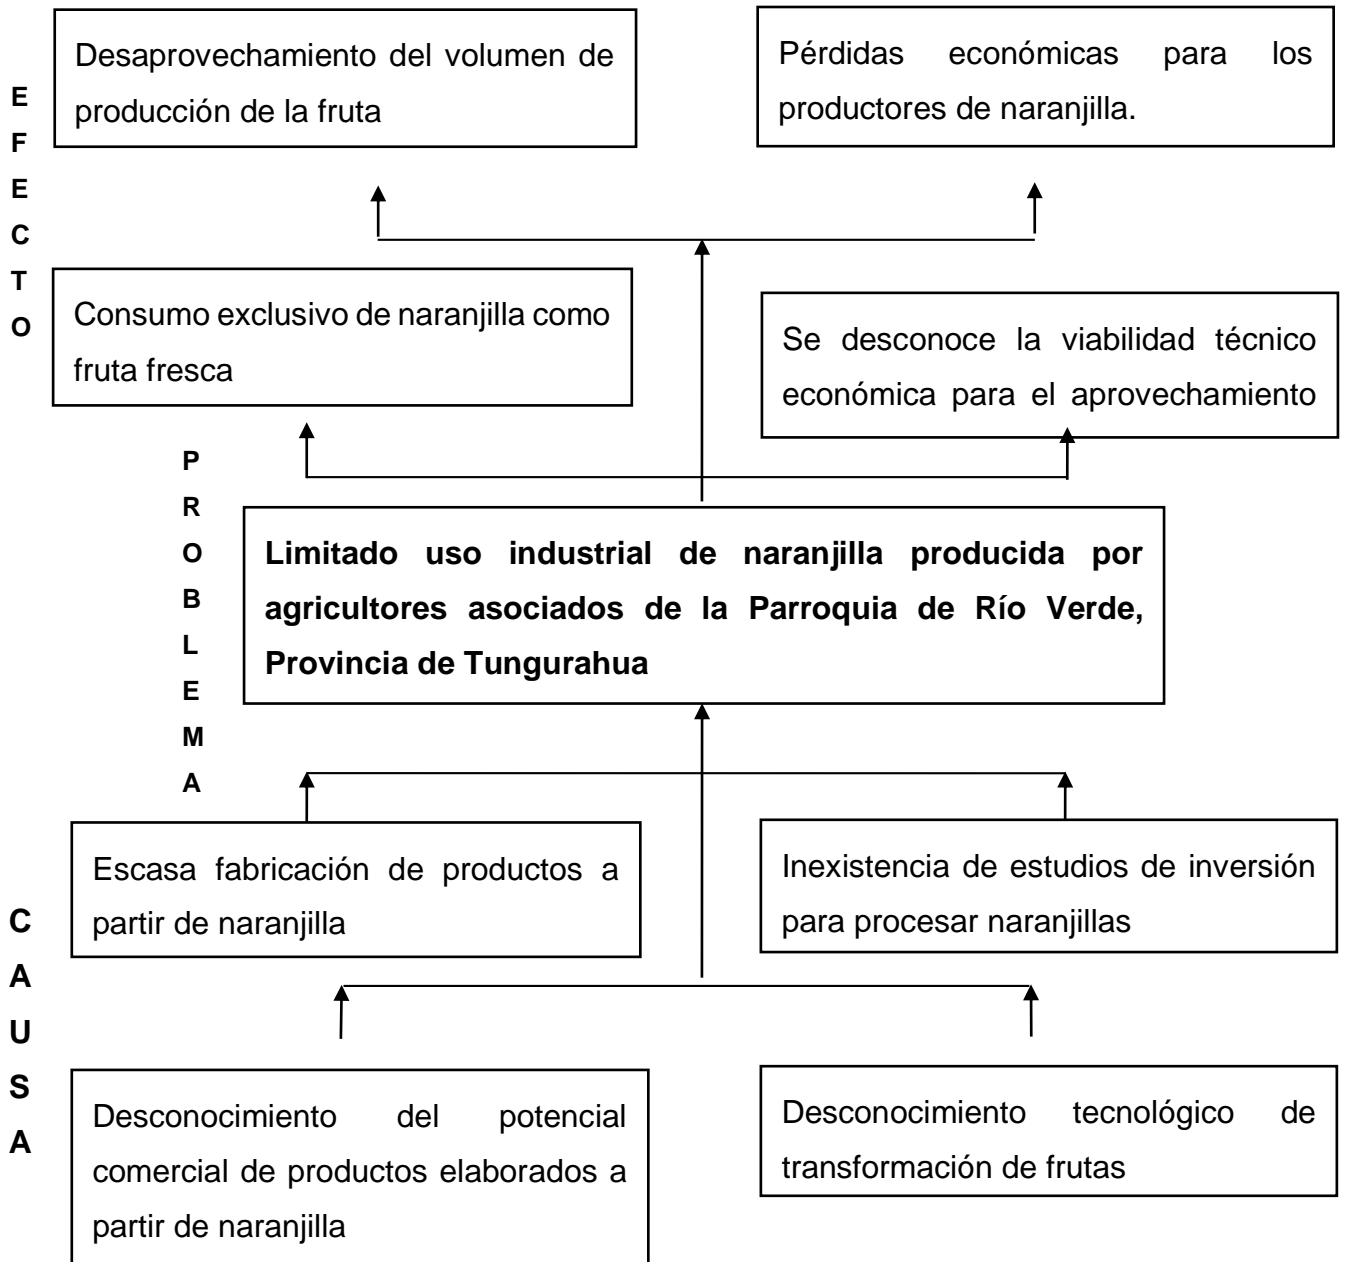 EFECTO
Desaprovechamiento del volumen de
producción de la fruta
Pérdidas económicas para los
productores de naranjilla.
Consumo exclusivo de naranjilla como
fruta fresca
Se desconoce la viabilidad técnico
económica para el aprovechamiento
PROBLEMA
Limitado uso industrial de naranjilla producida por
agricultores asociados de la Parroquia de Río Verde,
Provincia de Tungurahua
CAUSA
Escasa fabricación de productos a
partir de naranjilla
Inexistencia de estudios de inversión
para procesar naranjillas
Desconocimiento del potencial
comercial de productos elaborados a
partir de naranjilla
Desconocimiento tecnológico de
transformación de frutas